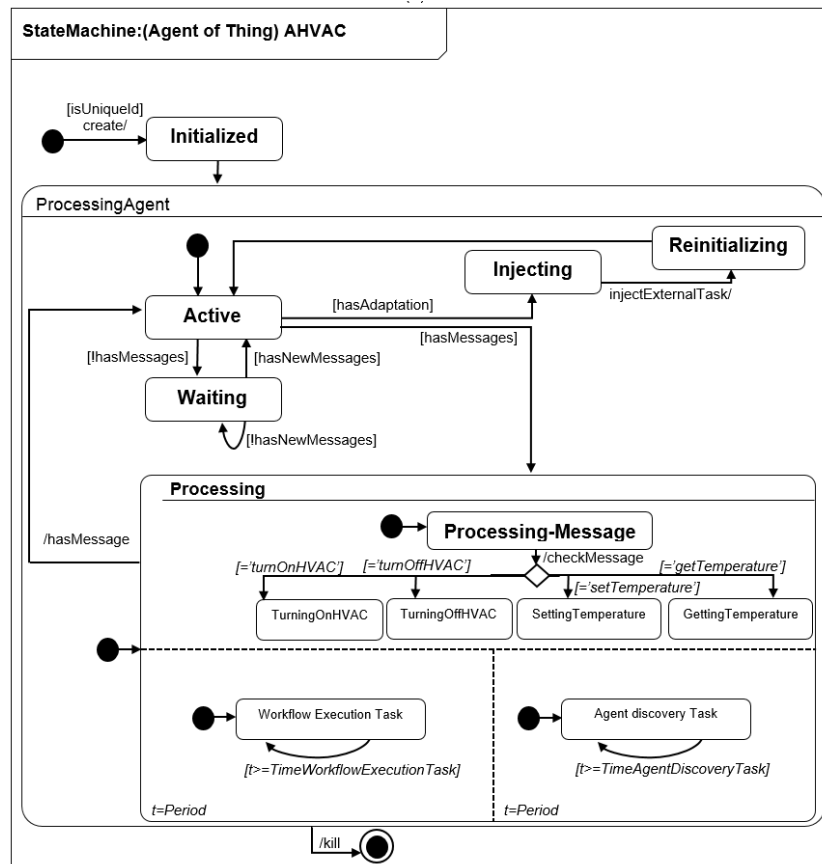 StateMachine:(Agent of Thing) AHVAC
[isUniqueId]
create/
Initialized
ProcessingAgent
Reinitializing
Injecting
injectExternalTask/
[hasAdaptation]
Active
[hasMessages]
[!hasMessages]
[hasNewMessages]
Waiting
[!hasNewMessages]
Processing
Processing-Message
/hasMessage
/checkMessage
[='turnOnHVAC']
[='turnOffHVAC']
[='getTemperature']
[='setTemperature']
TurningOnHVAC
TurningOffHVAC
SettingTemperature
GettingTemperature
Workflow Execution Task
Agent discovery Task
[t>=TimeWorkflowExecutionTask]
[t>=TimeAgentDiscoveryTask]
t=Period
t=Period
/kill